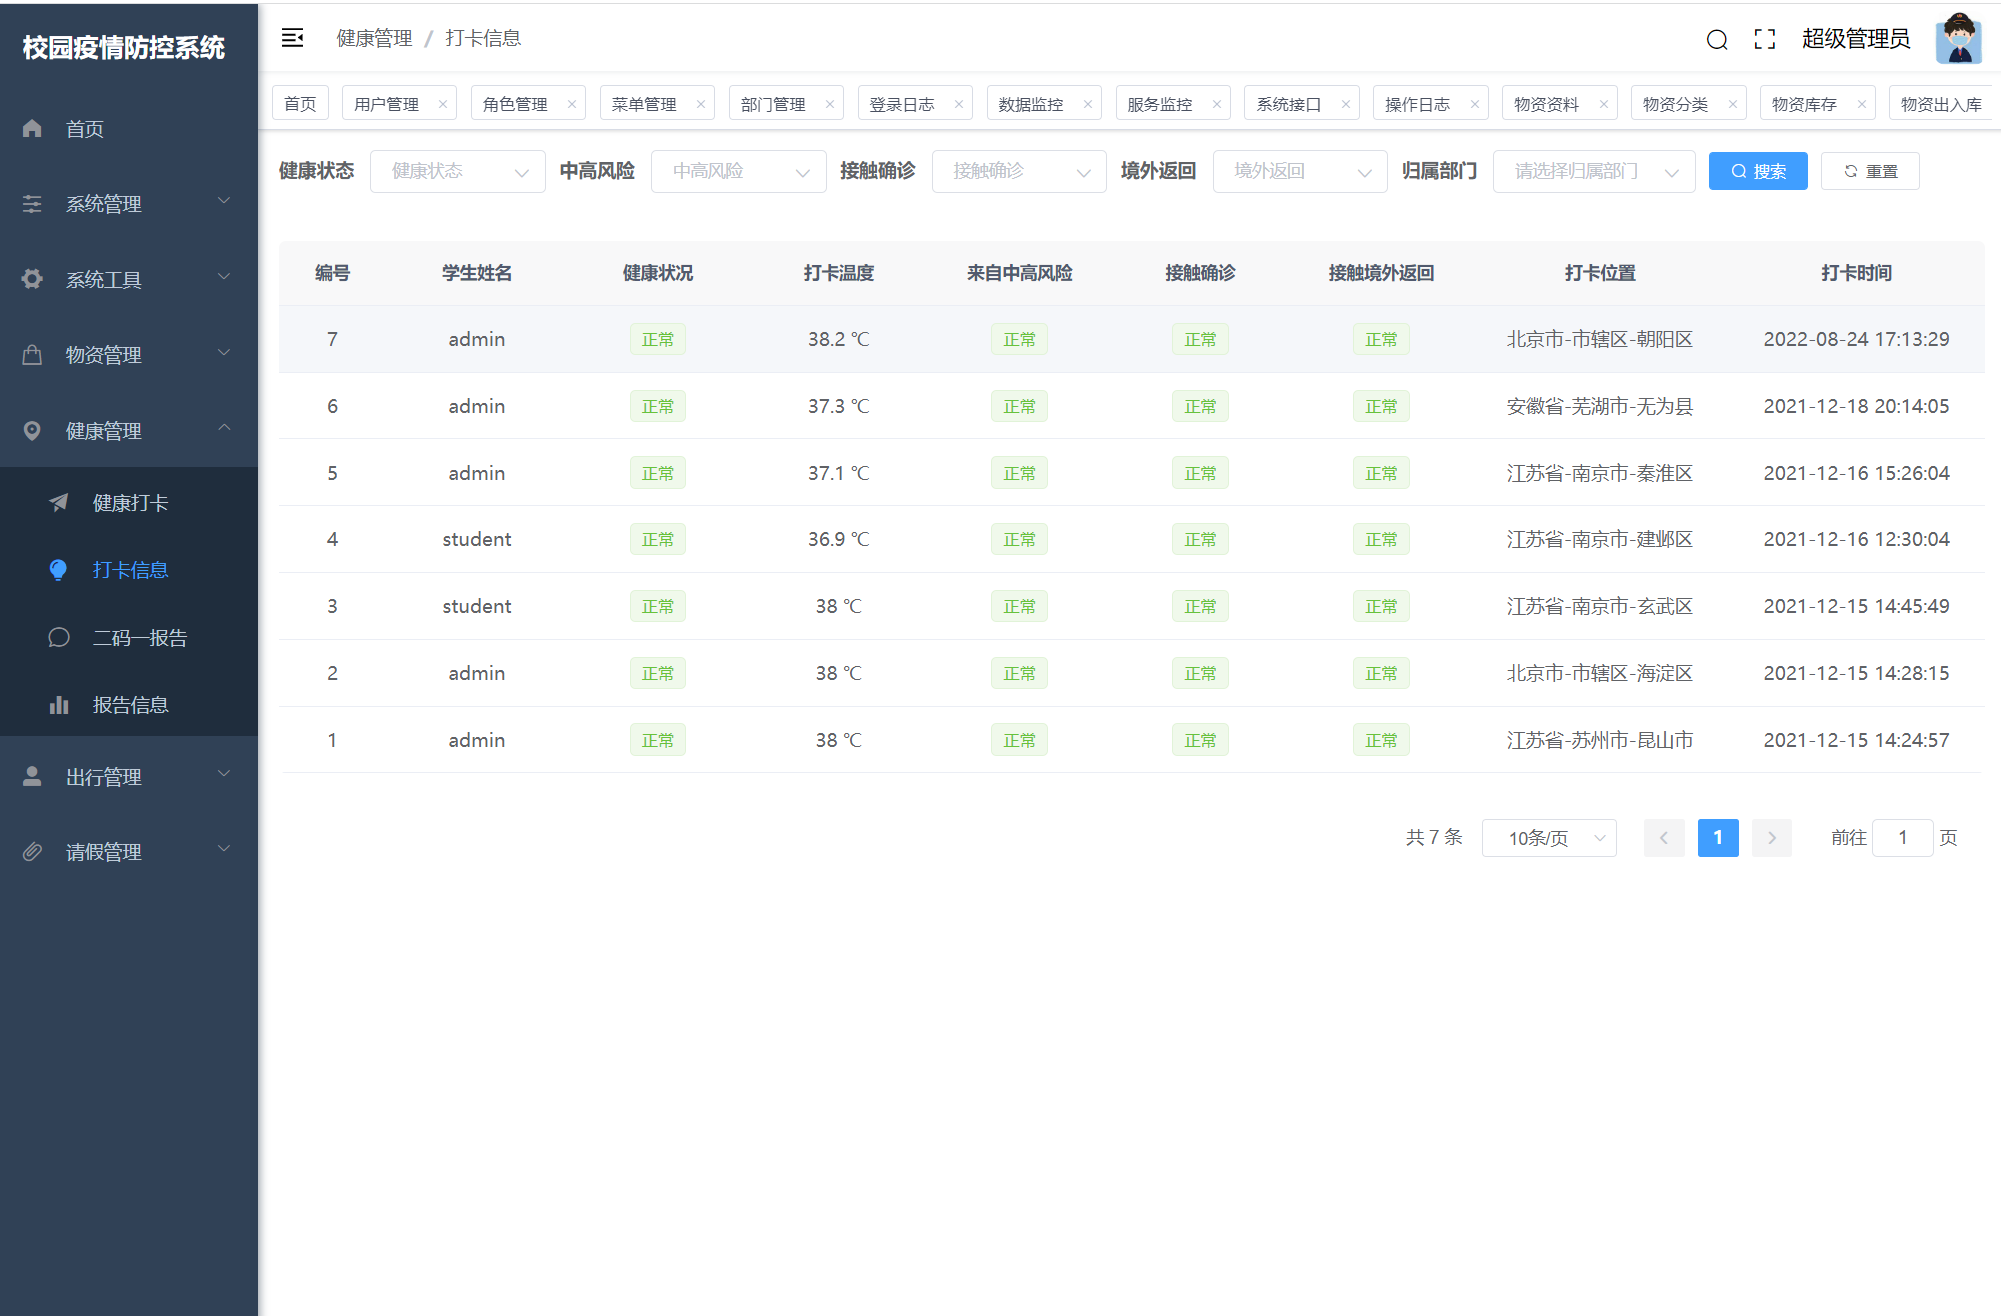 校园疫情防控系统
首页
系统管理
系统工具
物资管理
健康管理
健康打卡
打卡信息
二码一报告
报告信息
出行管理
请假管理
健康管理 / 打卡信息
超级管理员
首页 用户管理 × 角色管理 × 菜单管理 × 部门管理 × 登录日志 × 数据监控 × 服务监控 × 系统接口 × 操作日志 × 物资资料 × 物资分类 × 物资库存 × 物资出入库
健康状态 健康状态 中高风险 中高风险 接触确诊 接触确诊 境外返回 境外返回 归属部门 请选择归属部门 搜索 重置
编号 学生姓名 健康状况 打卡温度 来自中高风险 接触确诊 接触境外返回 打卡位置 打卡时间
7 admin 正常 38.2 ℃ 正常 正常 正常 北京市-市辖区-朝阳区 2022-08-24 17:13:29
6 admin 正常 37.3 ℃ 正常 正常 正常 安徽省-芜湖市-无为县 2021-12-18 20:14:05
5 admin 正常 37.1 ℃ 正常 正常 正常 江苏省-南京市-秦淮区 2021-12-16 15:26:04
4 student 正常 36.9 ℃ 正常 正常 正常 江苏省-南京市-建邺区 2021-12-16 12:30:04
3 student 正常 38 ℃ 正常 正常 正常 江苏省-南京市-玄武区 2021-12-15 14:45:49
2 admin 正常 38 ℃ 正常 正常 正常 北京市-市辖区-海淀区 2021-12-15 14:28:15
1 admin 正常 38 ℃ 正常 正常 正常 江苏省-苏州市-昆山市 2021-12-15 14:24:57
共 7 条 10条/页 1 前往 1 页